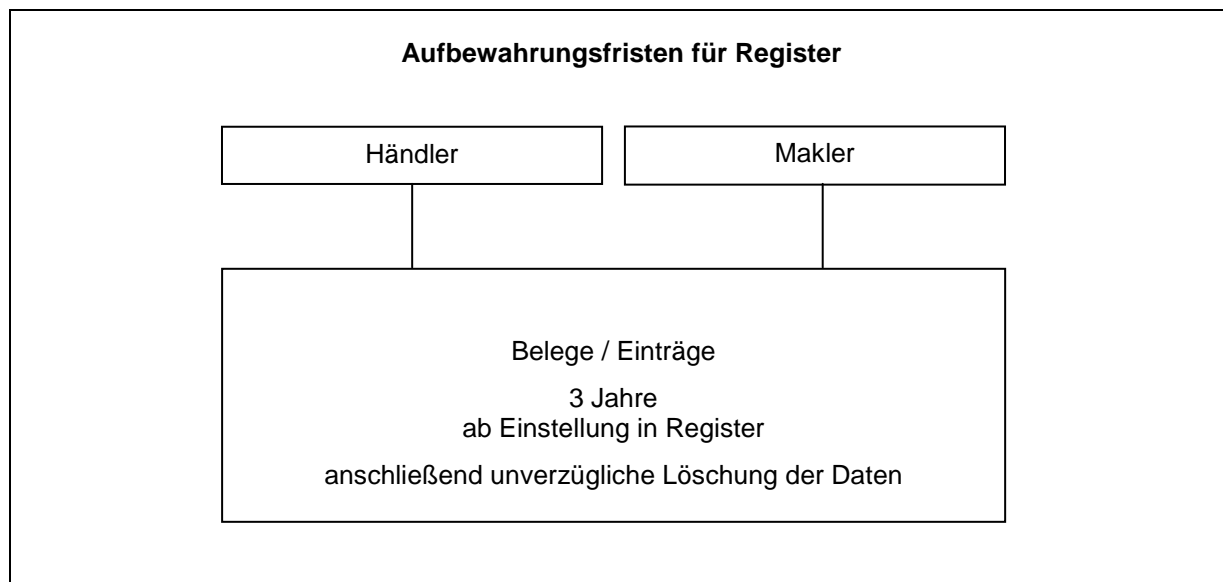 Aufbewahrungsfristen für Register
Händler
Makler
Belege / Einträge
3 Jahre
ab Einstellung in Register
anschließend unverzügliche Löschung der Daten